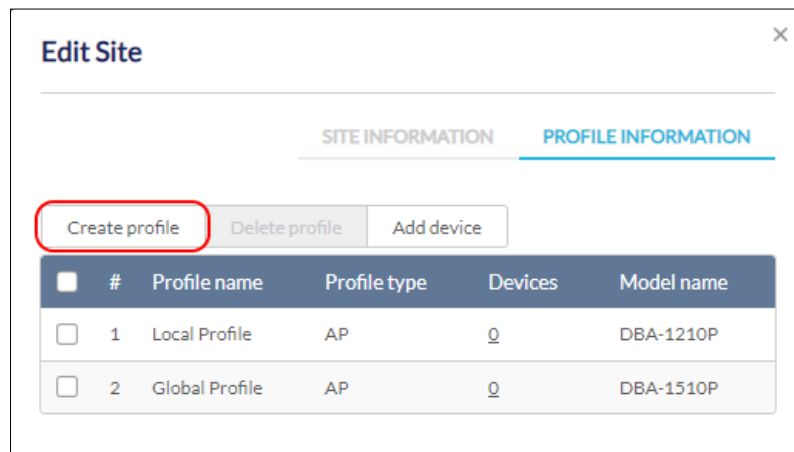 ×
Edit Site
SITE INFORMATION PROFILE INFORMATION
Create profile Delete profile Add device
# Profile name Profile type Devices Model name
1 Local Profile AP 0 DBA-1210P
2 Global Profile AP 0 DBA-1510P